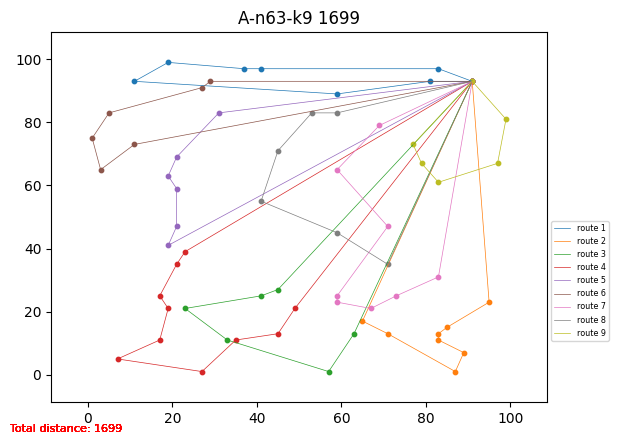 A-n63-k9 1699
100
80
60
40
20
0
0 20 40 60 80 100
route 1
route 2
route 3
route 4
route 5
route 6
route 7
route 8
route 9
Total distance: 1699